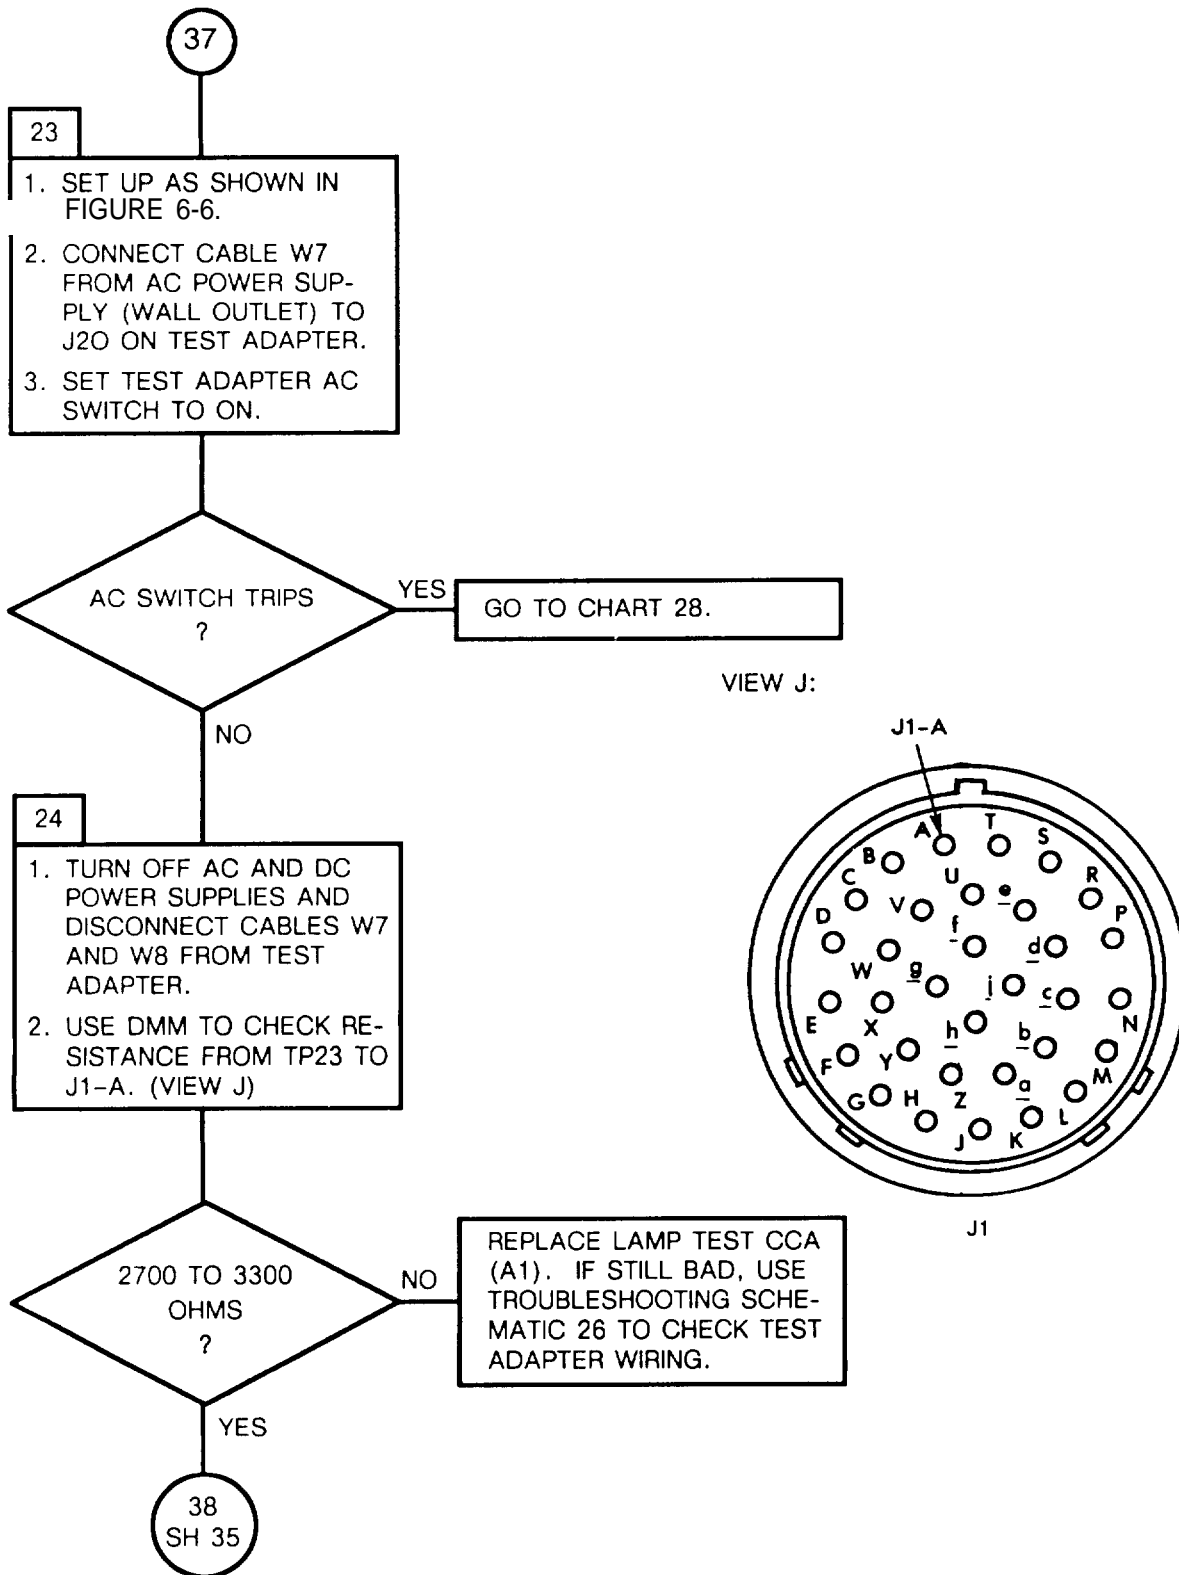 37
23
1. SET UP AS SHOWN IN
FIGURE 6-6.
2. CONNECT CABLE W7
FROM AC POWER SUP-
PLY (WALL OUTLET) TO
J2O ON TEST ADAPTER.
3. SET TEST ADAPTER AC
SWITCH TO ON.
AC SWITCH TRIPS
?
YES
GO TO CHART 28.
NO
VIEW J:
J1-A
A
T
S
B
R
C
U
e
P
D
V
f
d
W
g
i
c
E
X
h
b
N
F
Y
M
G
H
Z
a
L
J
K
J1
24
1. TURN OFF AC AND DC
POWER SUPPLIES AND
DISCONNECT CABLES W7
AND W8 FROM TEST
ADAPTER.
2. USE DMM TO CHECK RE-
SISTANCE FROM TP23 TO
J1-A. (VIEW J)
2700 TO 3300
OHMS
?
NO
REPLACE LAMP TEST CCA
(A1). IF STILL BAD, USE
TROUBLESHOOTING SCHE-
MATIC 26 TO CHECK TEST
ADAPTER WIRING.
YES
38
SH 35